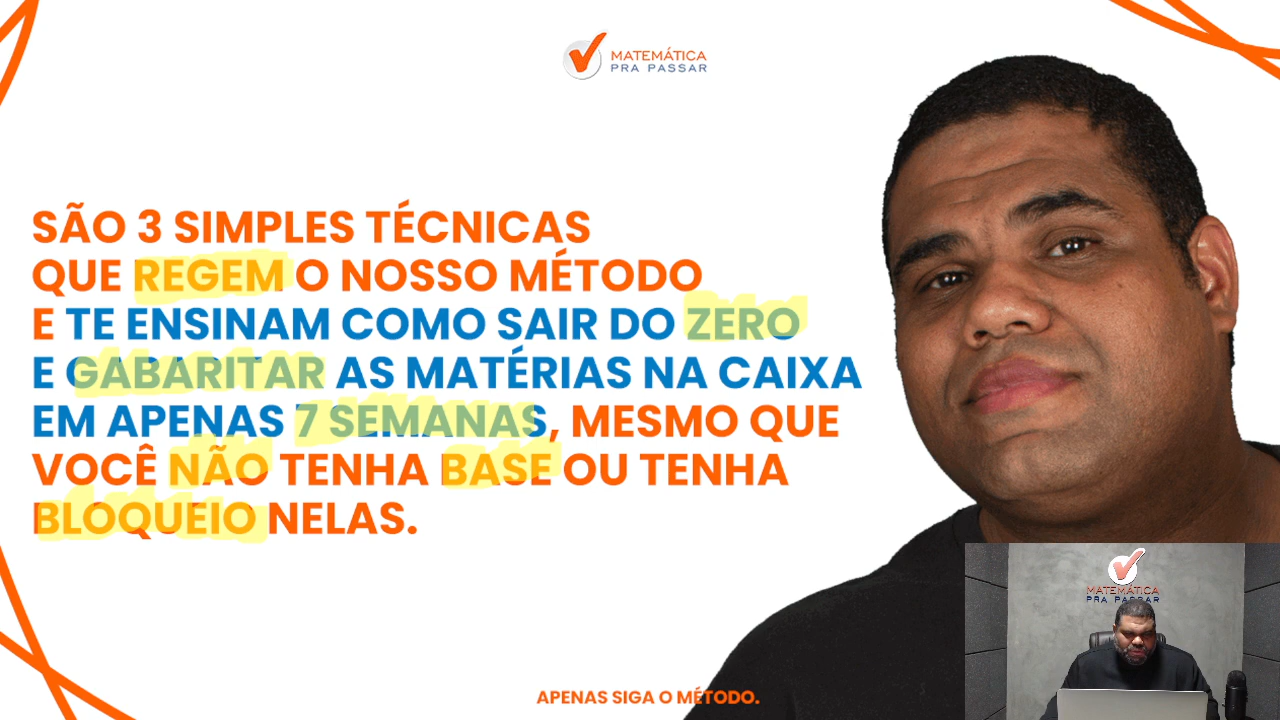 MATEMÁTICA
PRA PASSAR
SÃO 3 SIMPLES TÉCNICAS
QUE REGEM O NOSSO MÉTODO
E TE ENSINAM COMO SAIR DO ZERO
E GABARITAR AS MATÉRIAS NA CAIXA
EM APENAS 7 SEMANAS, MESMO QUE
VOCÊ NÃO TENHA BASE OU TENHA
BLOQUEIO NELAS.
MATEMÁTICA
PRA PASSAR
APENAS SIGA O MÉTODO.